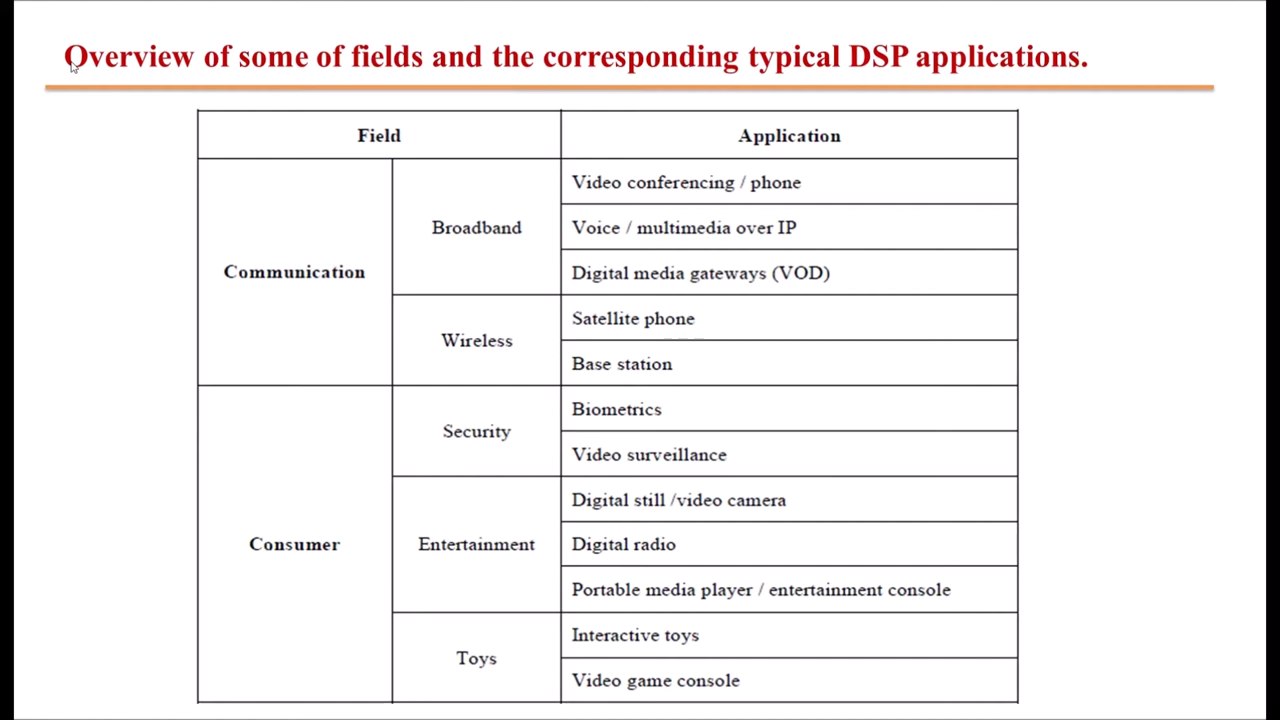 Overview of some of fields and the corresponding typical DSP applications.
Field
Application
Communication
Broadband
Video conferencing / phone
Voice / multimedia over IP
Digital media gateways (VOD)
Wireless
Satellite phone
Base station
Consumer
Security
Biometrics
Video surveillance
Entertainment
Digital still /video camera
Digital radio
Portable media player / entertainment console
Toys
Interactive toys
Video game console